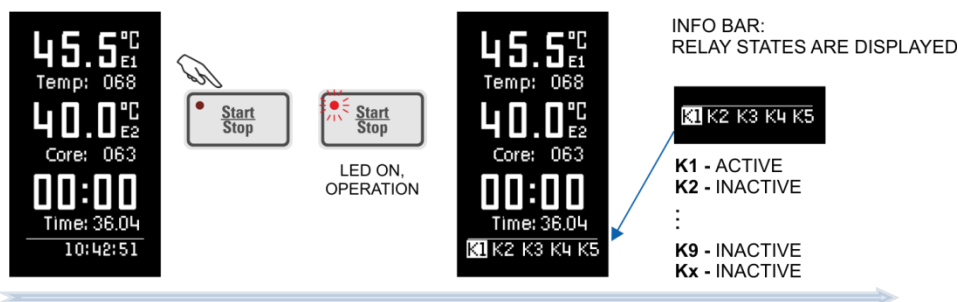 45.5°C
E1
Temp: 068
40.0°C
E2
Core: 063
00:00
Time: 36.04
10:42:51
Start
Stop
Start
Stop
LED ON,
OPERATION
45.5°C
E1
Temp: 068
40.0°C
E2
Core: 063
00:00
Time: 36.04
K1 K2 K3 K4 K5
INFO BAR:
RELAY STATES ARE DISPLAYED
K1 K2 K3 K4 K5
K1 - ACTIVE
K2 - INACTIVE
⋮
K9 - INACTIVE
Kx - INACTIVE